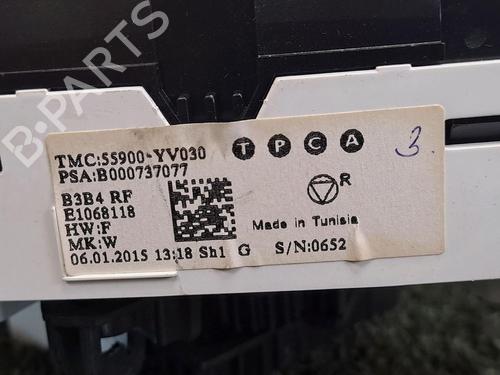 B-PARTS
TMC:55900-YV030
PSA:B000737077
T P C A
3.
B3B4 RF
E1068118
HW:F
MK:W
06.01.2015 13:18 Sh1 G
R
Made in Tunisia
S/N:0652